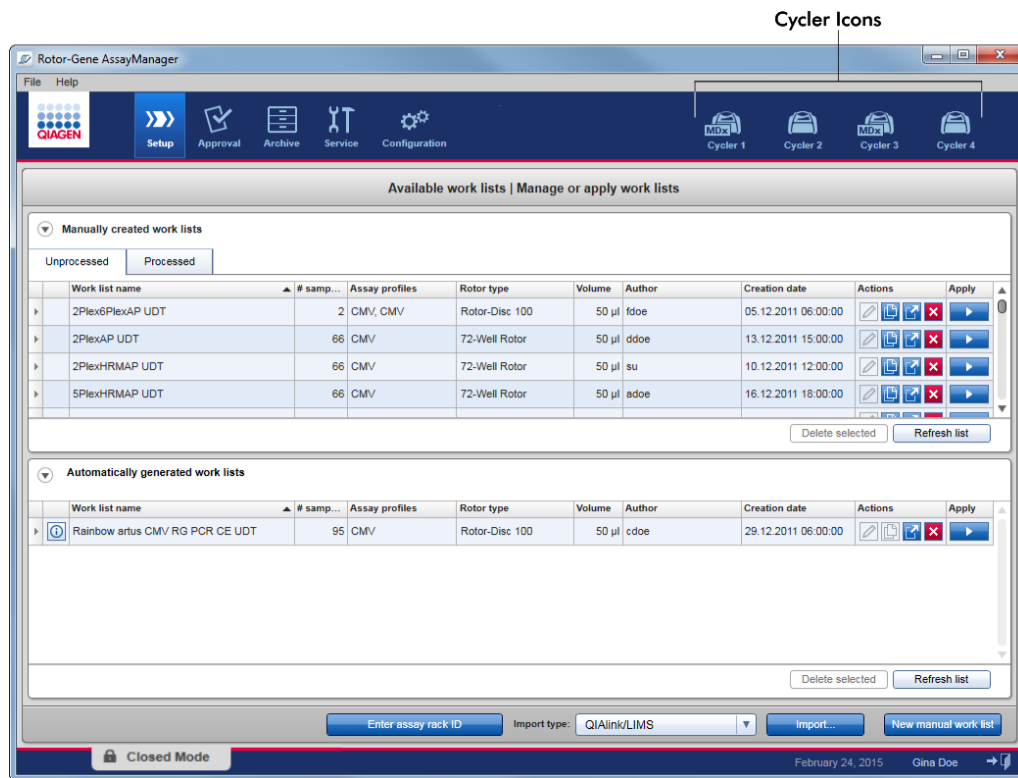 Cycler Icons
Rotor-Gene AssayManager
File Help
QIAGEN
Setup Approval Archive Service Configuration
MDx MDx
Cycler 1 Cycler 2 Cycler 3 Cycler 4
Available work lists | Manage or apply work lists
Manually created work lists
Unprocessed Processed
Work list name # samp... Assay profiles Rotor type Volume Author Creation date Actions Apply
2Plex6PlexAP UDT 2 CMV, CMV Rotor-Disc 100 50 µl fdoe 05.12.2011 06:00:00
2PlexAP UDT 66 CMV 72-Well Rotor 50 µl ddoe 13.12.2011 15:00:00
2PlexHRMAP UDT 66 CMV 72-Well Rotor 50 µl su 10.12.2011 12:00:00
5PlexHRMAP UDT 66 CMV 72-Well Rotor 50 µl adoe 16.12.2011 18:00:00
Delete selected Refresh list
Automatically generated work lists
Work list name # samp... Assay profiles Rotor type Volume Author Creation date Actions Apply
Rainbow artus CMV RG PCR CE UDT 95 CMV Rotor-Disc 100 50 µl cdoe 29.12.2011 06:00:00
Delete selected Refresh list
Enter assay rack ID Import type: QIAlink/LIMS Import... New manual work list
Closed Mode February 24, 2015 Gina Doe